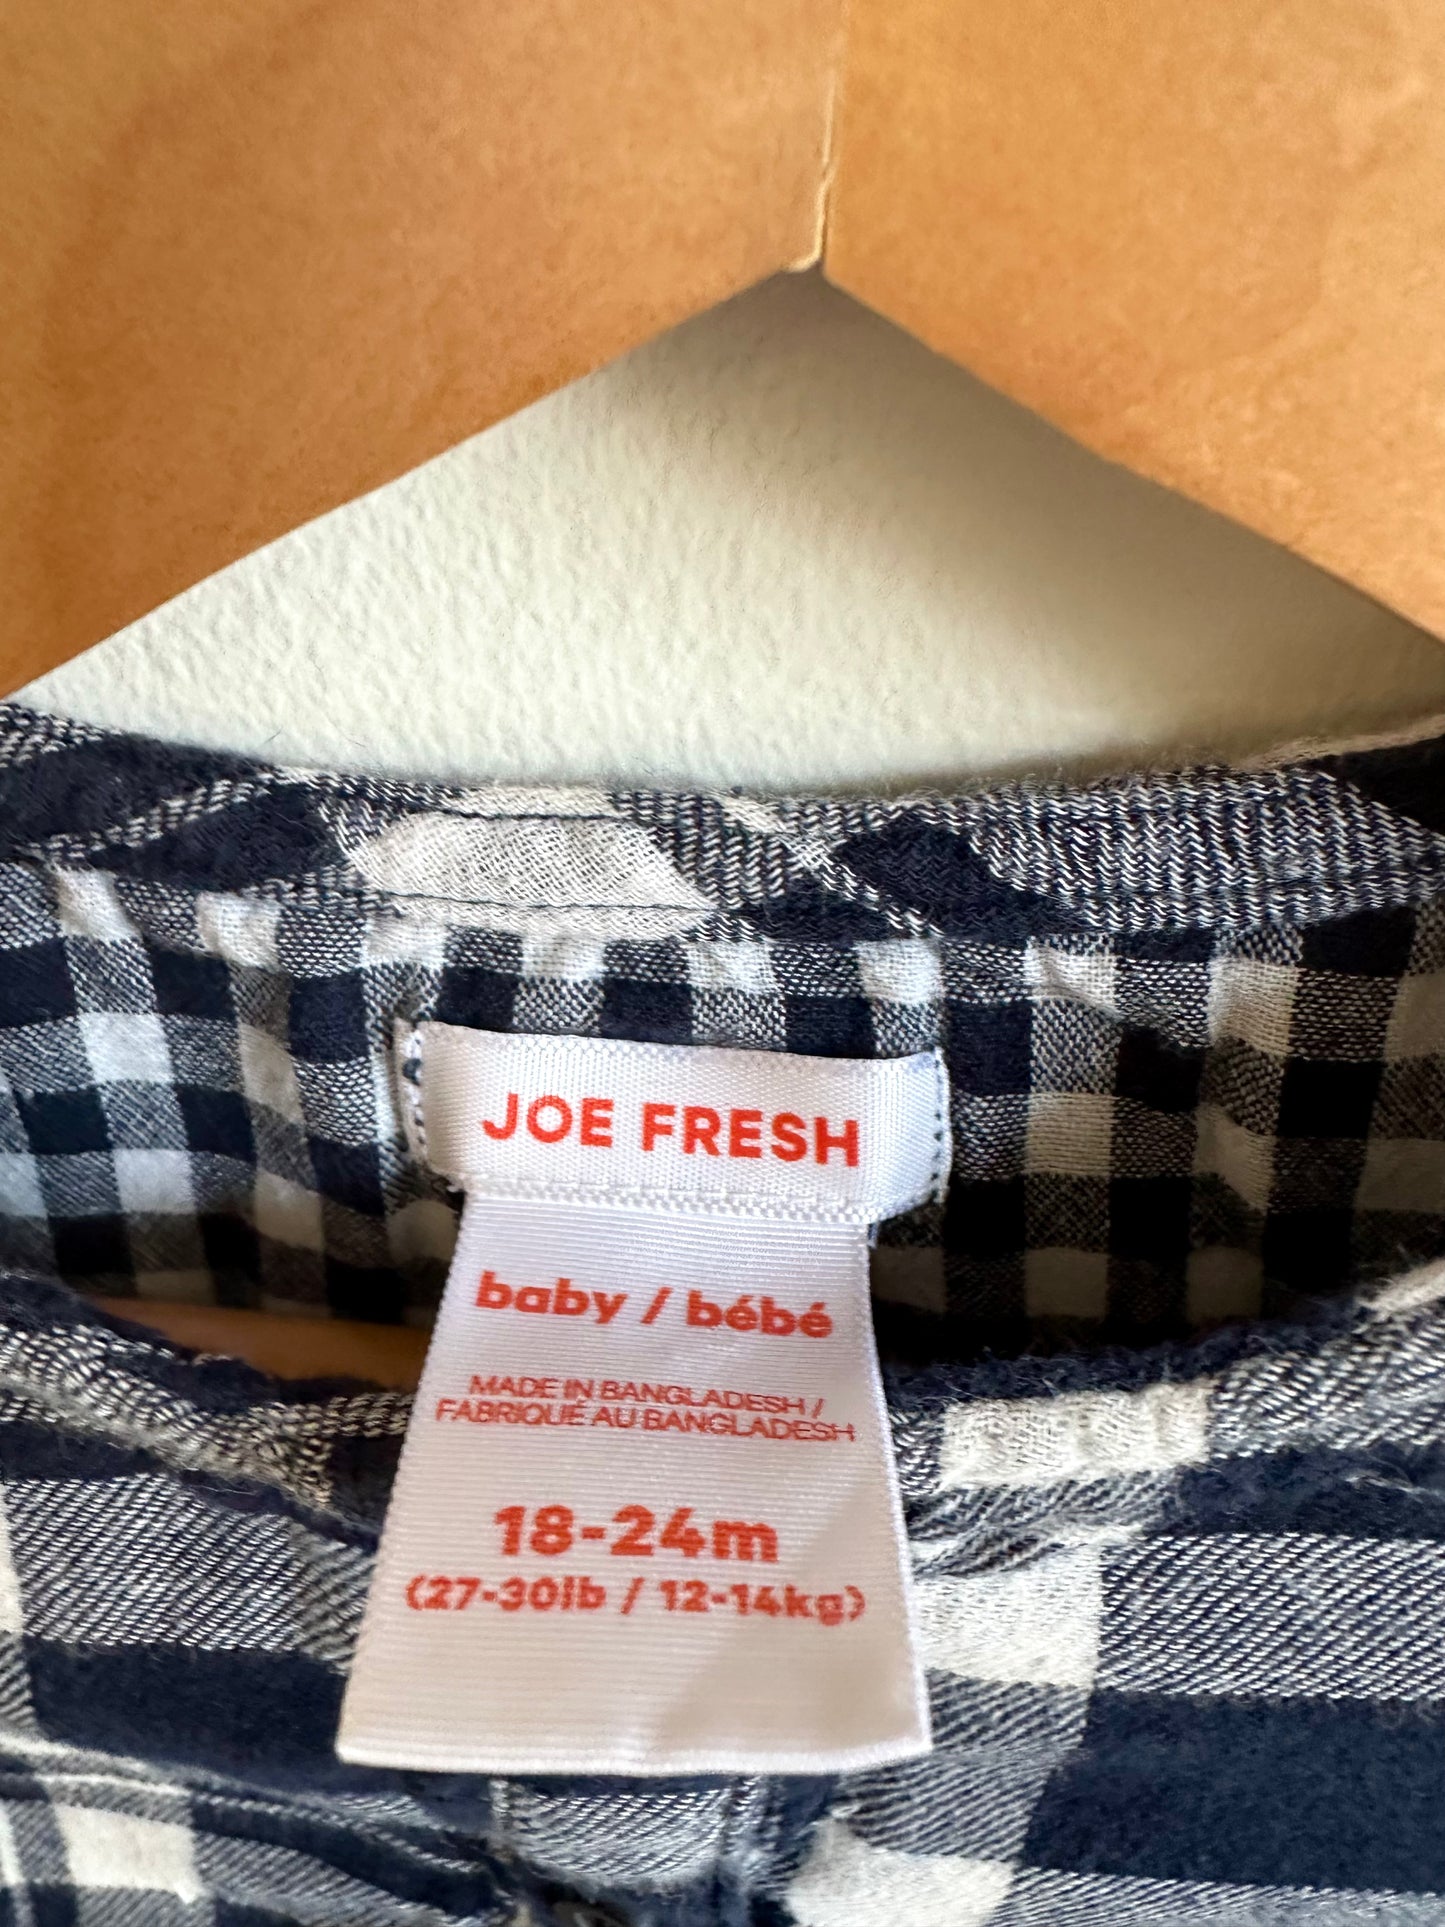 JOE FRESH
baby / bébé
MADE IN BANGLADESH /
FABRIQUÉ AU BANGLADESH
18-24m
(27-30lb / 12-14kg)